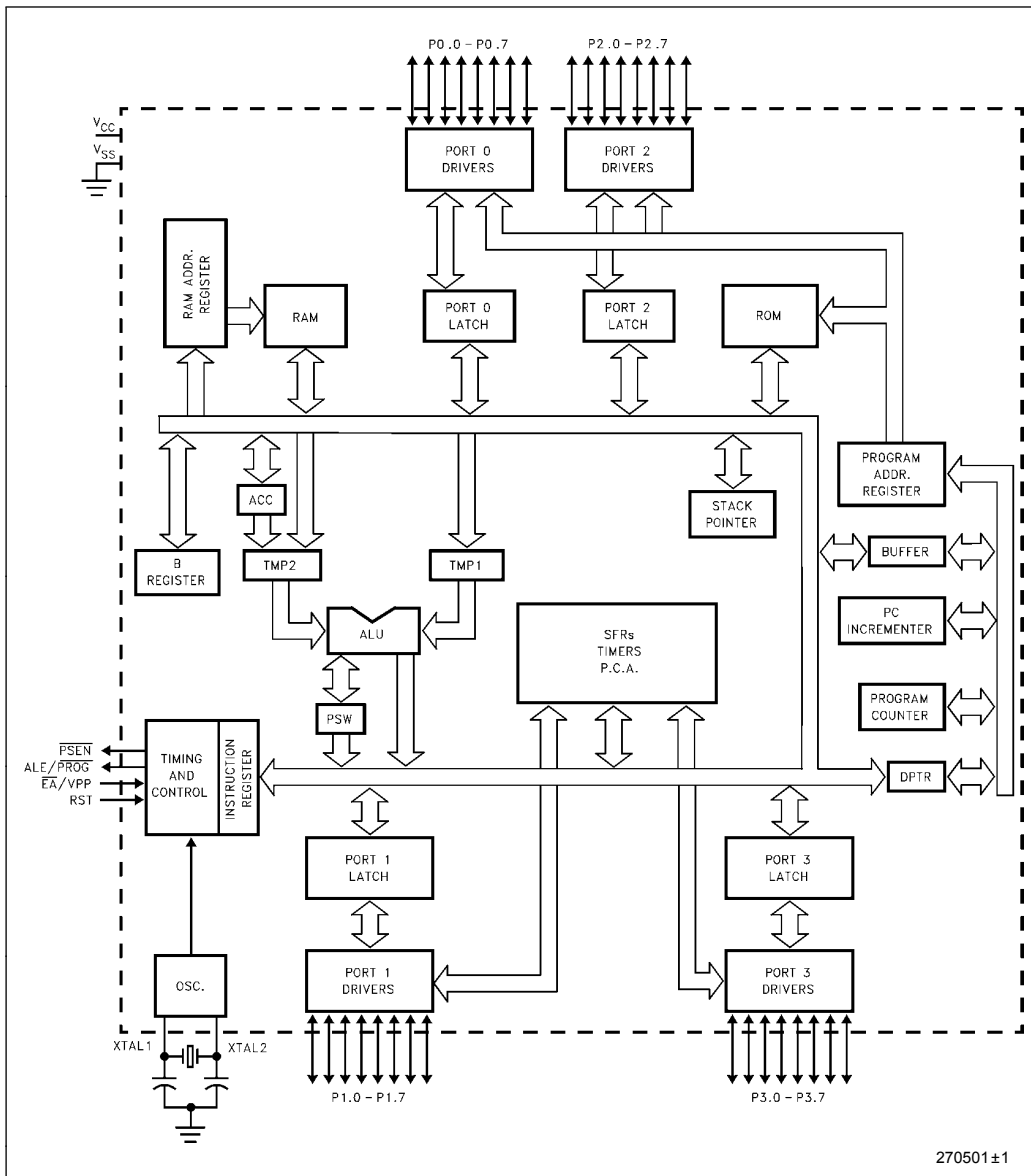 P0.0 – P0.7
P2.0 – P2.7
VCC
VSS
PORT 0
DRIVERS
PORT 2
DRIVERS
RAM ADDR.
REGISTER
RAM
PORT 0
LATCH
PORT 2
LATCH
ROM
PROGRAM
ADDR.
REGISTER
ACC
STACK
POINTER
B
REGISTER
TMP2
TMP1
BUFFER
ALU
PC
INCREMENTER
SFRs
TIMERS
P.C.A.
PSW
PROGRAM
COUNTER
PSEN
ALE/PROG
EA/VPP
RST
TIMING
AND
CONTROL
INSTRUCTION
REGISTER
DPTR
PORT 1
LATCH
PORT 3
LATCH
OSC.
PORT 1
DRIVERS
PORT 3
DRIVERS
XTAL1
XTAL2
P1.0 – P1.7
P3.0 – P3.7
270501±1